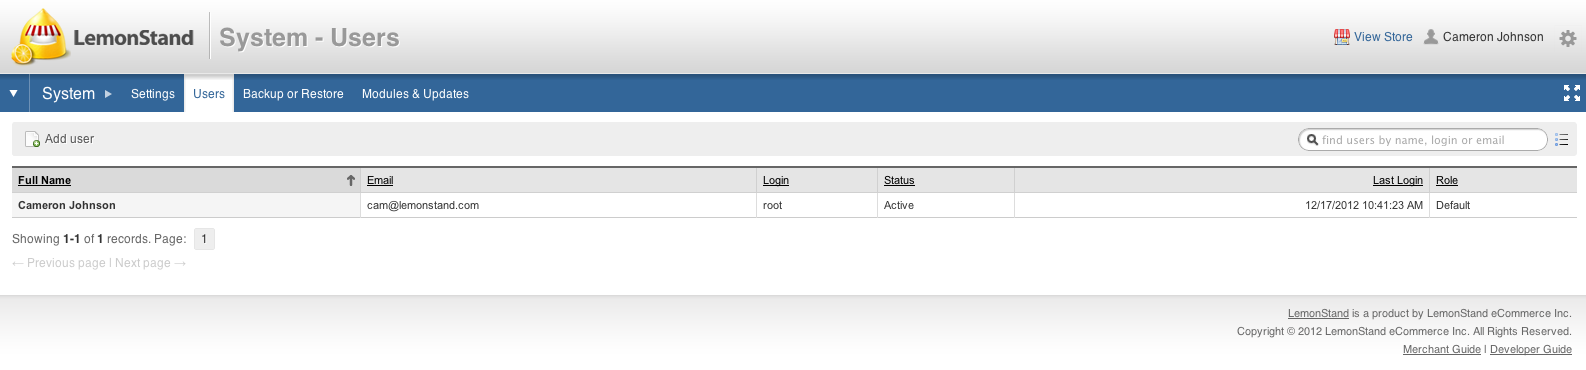 LemonStand System - Users View Store Cameron Johnson
System Settings Users Backup or Restore Modules & Updates
Add user find users by name, login or email
Full Name Email Login Status Last Login Role
Cameron Johnson cam@lemonstand.com root Active 12/17/2012 10:41:23 AM Default
Showing 1-1 of 1 records. Page: 1
← Previous page | Next page →
LemonStand is a product by LemonStand eCommerce Inc.
Copyright © 2012 LemonStand eCommerce Inc. All Rights Reserved.
Merchant Guide | Developer Guide